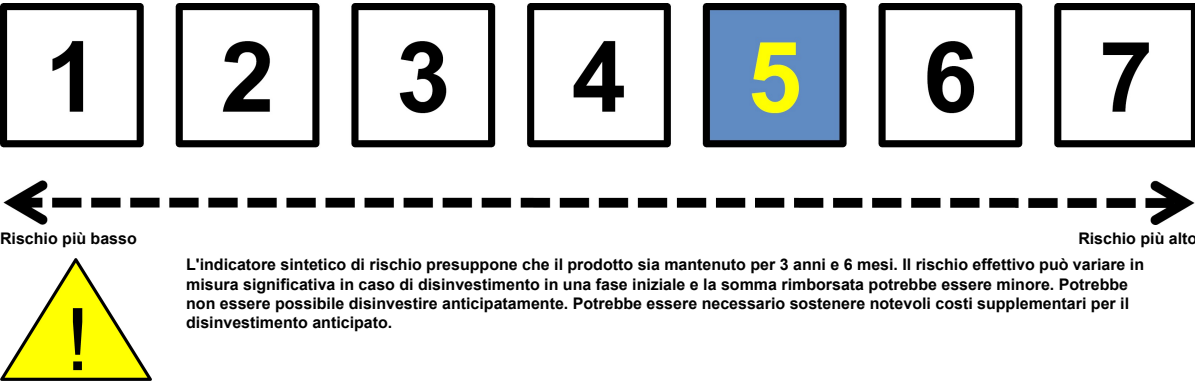 1 2 3 4 5 6 7
Rischio più basso Rischio più alto
L'indicatore sintetico di rischio presuppone che il prodotto sia mantenuto per 3 anni e 6 mesi. Il rischio effettivo può variare in
misura significativa in caso di disinvestimento in una fase iniziale e la somma rimborsata potrebbe essere minore. Potrebbe
non essere possibile disinvestire anticipatamente. Potrebbe essere necessario sostenere notevoli costi supplementari per il
disinvestimento anticipato.
!